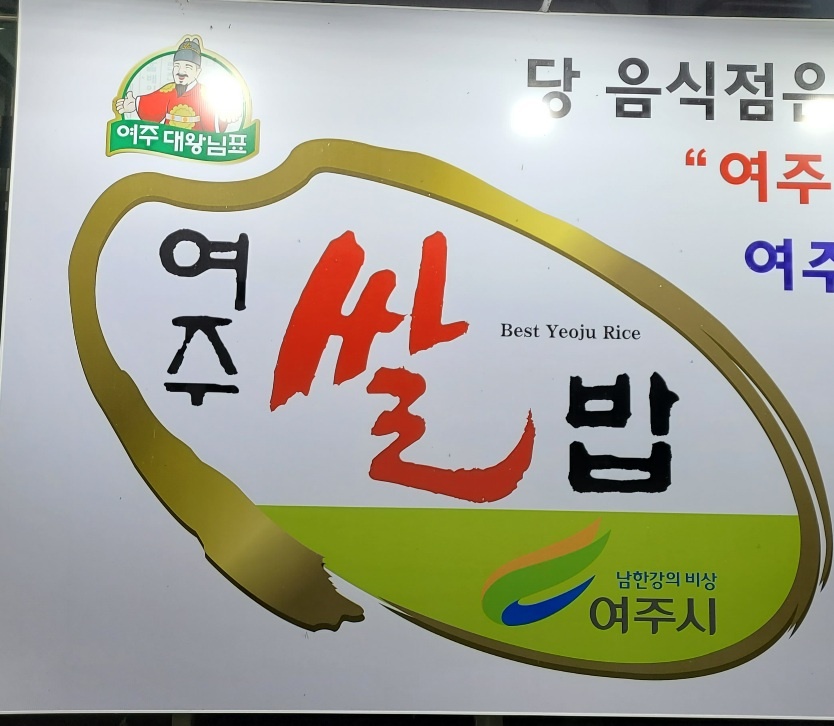 여주 대왕님표
당 음식점은
“여주
여주
여주 쌀 밥
Best Yeoju Rice
남한강의 비상
여주시